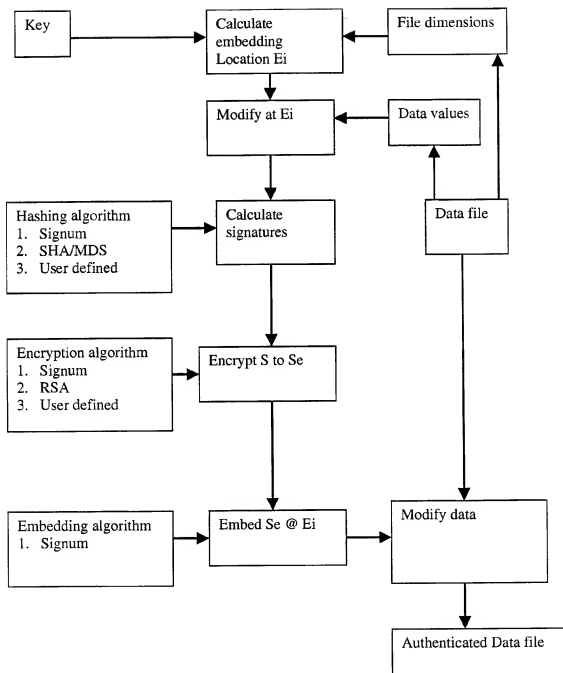 Key
Calculate
embedding
Location Ei
File dimensions
Modify at Ei
Data values
Hashing algorithm
1. Signum
2. SHA/MDS
3. User defined
Calculate
signatures
Data file
Encryption algorithm
1. Signum
2. RSA
3. User defined
Encrypt S to Se
Embedding algorithm
1. Signum
Embed Se @ Ei
Modify data
Authenticated Data file